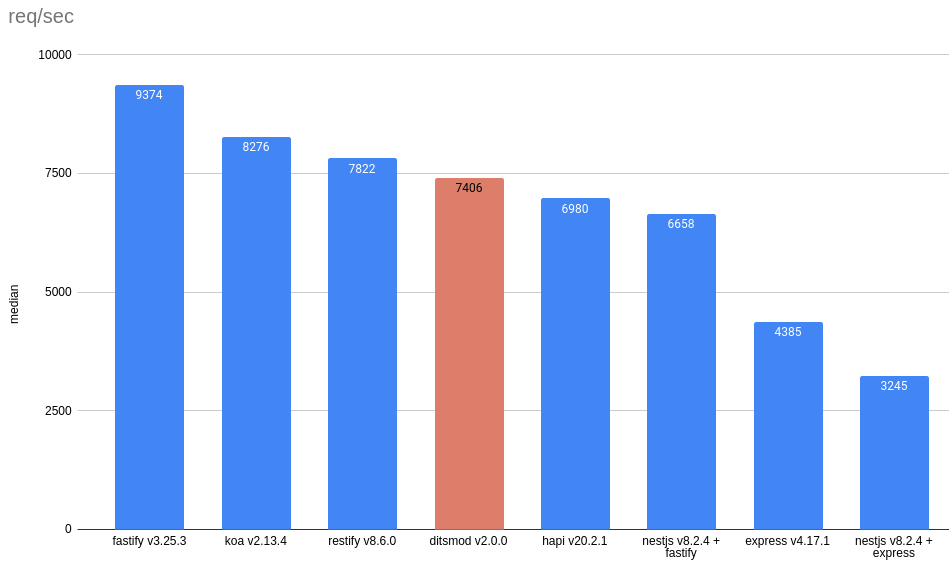 req/sec
10000
7500
5000
2500
0
median
9374
8276
7822
7406
6980
6658
4385
3245
fastify v3.25.3
koa v2.13.4
restify v8.6.0
ditsmod v2.0.0
hapi v20.2.1
nestjs v8.2.4 +
fastify
express v4.17.1
nestjs v8.2.4 +
express